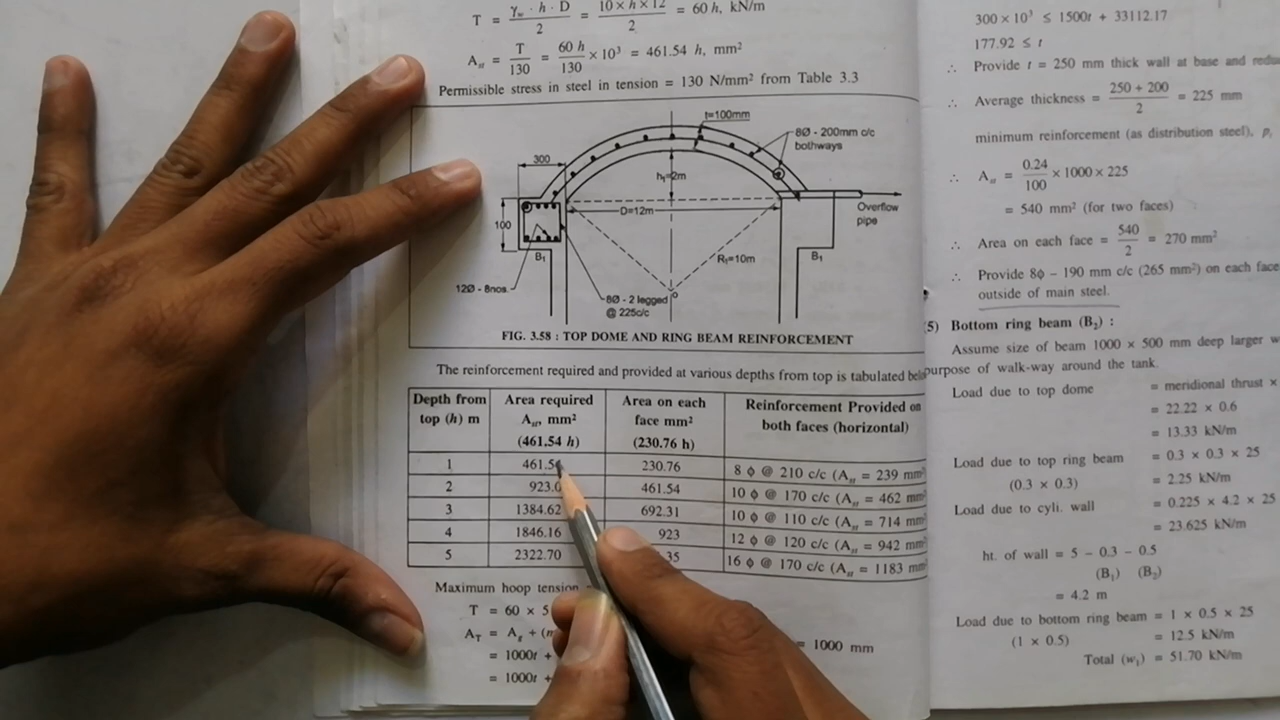 T = γw · h · D / 2 = 10 × h × 12 / 2 = 60 h, kN/m
Ast = T / 130 = 60 h / 130 × 10³ = 461.54 h, mm²
Permissible stress in steel in tension = 130 N/mm² from Table 3.3
t=100mm
8Ø - 200mm c/c
bothways
300
h₁=2m
D=12m
100
Overflow
pipe
B₁
R₁=10m
B₁
12Ø - 8nos.
o
8Ø - 2 legged
@ 225c/c
FIG. 3.58 : TOP DOME AND RING BEAM REINFORCEMENT
The reinforcement required and provided at various depths from top is tabulated
Depth from top (h) m | Area required Ast, mm² (461.54 h) | Area on each face mm² (230.76 h) | Reinforcement Provided on both faces (horizontal)
1 | 461.5 | 230.76 | 8 ϕ @ 210 c/c (Ast = 239 mm²
2 | 923.0 | 461.54 | 10 ϕ @ 170 c/c (Ast = 462 mm²
3 | 1384.62 | 692.31 | 10 ϕ @ 110 c/c (Ast = 714 mm²
4 | 1846.16 | 923 | 12 ϕ @ 120 c/c (Ast = 942 mm²
5 | 2322.70 | .35 | 16 ϕ @ 170 c/c (Ast = 1183 mm²
Maximum hoop tension
T = 60 × 5
= 1000 mm
= 1000t +
= 1000t +
300 × 10³ ≤ 1500t + 33112.17
177.92 ≤ t
∴ Provide t = 250 mm thick wall at base and
∴ Average thickness = 250 + 200 / 2 = 225 mm
minimum reinforcement (as distribution steel),
∴ Ast = 0.24 / 100 × 1000 × 225
= 540 mm² (for two faces)
∴ Area on each face = 540 / 2 = 270 mm²
∴ Provide 8ϕ – 190 mm c/c (265 mm²) on each face
outside of main steel.
5) Bottom ring beam (B₂) :
Assume size of beam 1000 × 500 mm deep larger
purpose of walk-way around the tank.
Load due to top dome = meridional thrust ×
= 22.22 × 0.6
= 13.33 kN/m
Load due to top ring beam = 0.3 × 0.3 × 25
(0.3 × 0.3) = 2.25 kN/m
Load due to cyli. wall = 0.225 × 4.2 × 25
= 23.625 kN/m
ht. of wall = 5 – 0.3 – 0.5
(B₁) (B₂)
= 4.2 m
Load due to bottom ring beam = 1 × 0.5 × 25
(1 × 0.5) = 12.5 kN/m
Total (w₁) = 51.70 kN/m